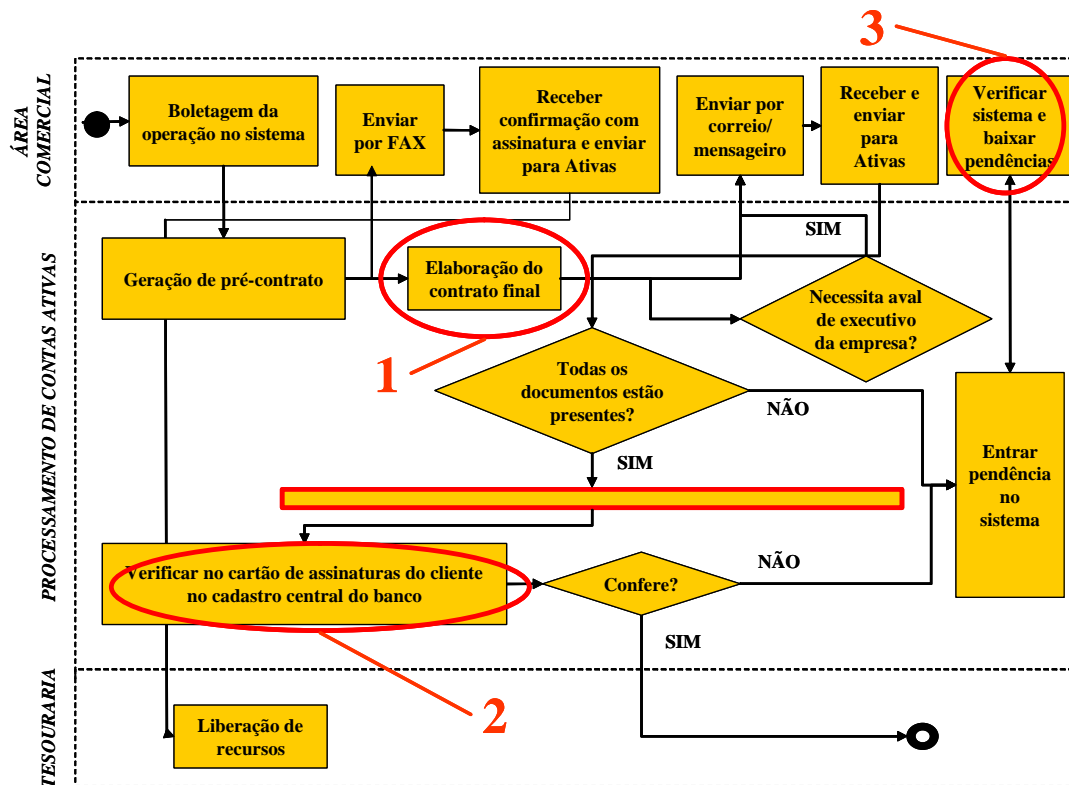 3
ÁREA
COMERCIAL
Boletagem da
operação no sistema
Enviar
por FAX
Receber
confirmação com
assinatura e enviar
para Ativas
Enviar por
correio/
mensageiro
Receber e
enviar
para
Ativas
Verificar
sistema e
baixar
pendências
PROCESSAMENTO DE CONTAS ATIVAS
Geração de pré-contrato
Elaboração do
contrato final
SIM
Necessita aval
de executivo
da empresa?
1
Todas os
documentos estão
presentes?
NÃO
SIM
Entrar
pendência
no
sistema
Verificar no cartão de assinaturas do cliente
no cadastro central do banco
Confere?
NÃO
SIM
2
TESOURARIA
Liberação de
recursos